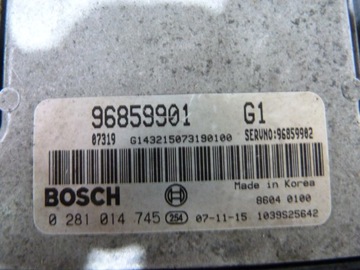 96859901 G1
07319 G143215073190100 SERVNO:96859902
BOSCH
Made in Korea
8604 0100
0 281 014 745 254 07-11-15 1039S25642